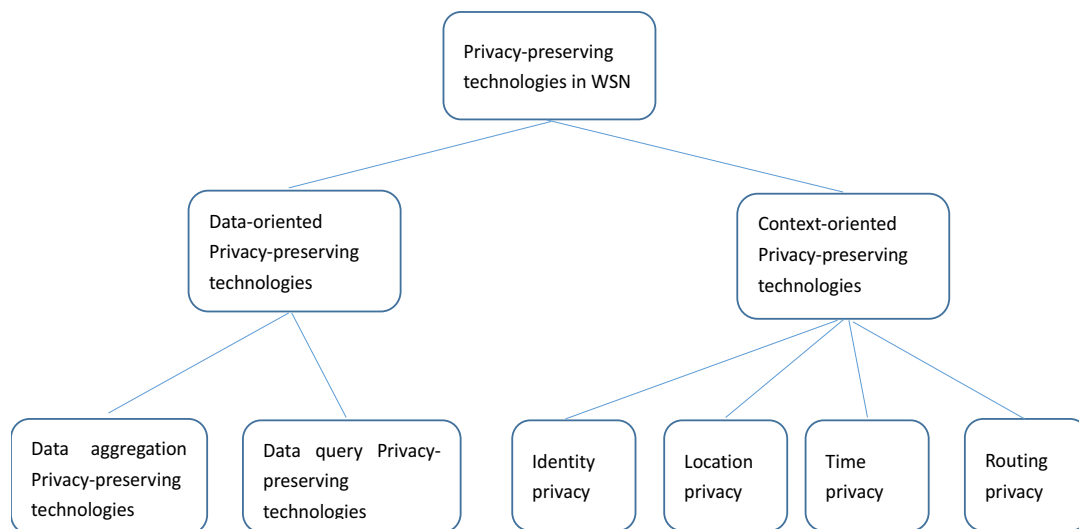 Privacy-preserving
technologies in WSN
Data-oriented
Privacy-preserving
technologies
Context-oriented
Privacy-preserving
technologies
Data aggregation
Privacy-preserving
technologies
Data query Privacy-
preserving
technologies
Identity
privacy
Location
privacy
Time
privacy
Routing
privacy